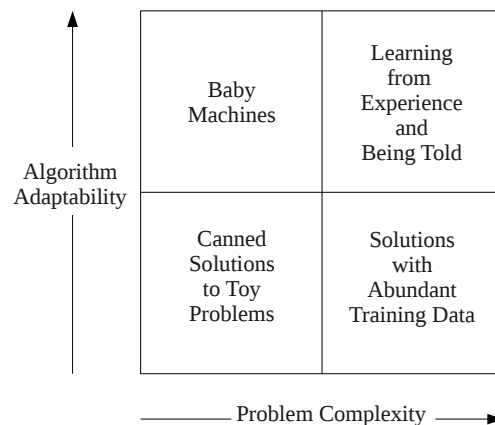 Baby
Machines
Learning
from
Experience
and
Being Told
Algorithm
Adaptability
Canned
Solutions
to Toy
Problems
Solutions
with
Abundant
Training Data
Problem Complexity